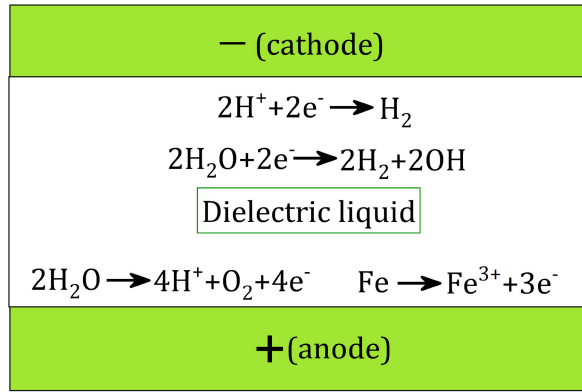 — (cathode)
2H⁺+2e⁻→H₂
2H₂O+2e⁻→2H₂+2OH
Dielectric liquid
2H₂O→4H⁺+O₂+4e⁻ Fe→Fe³⁺+3e⁻
+(anode)